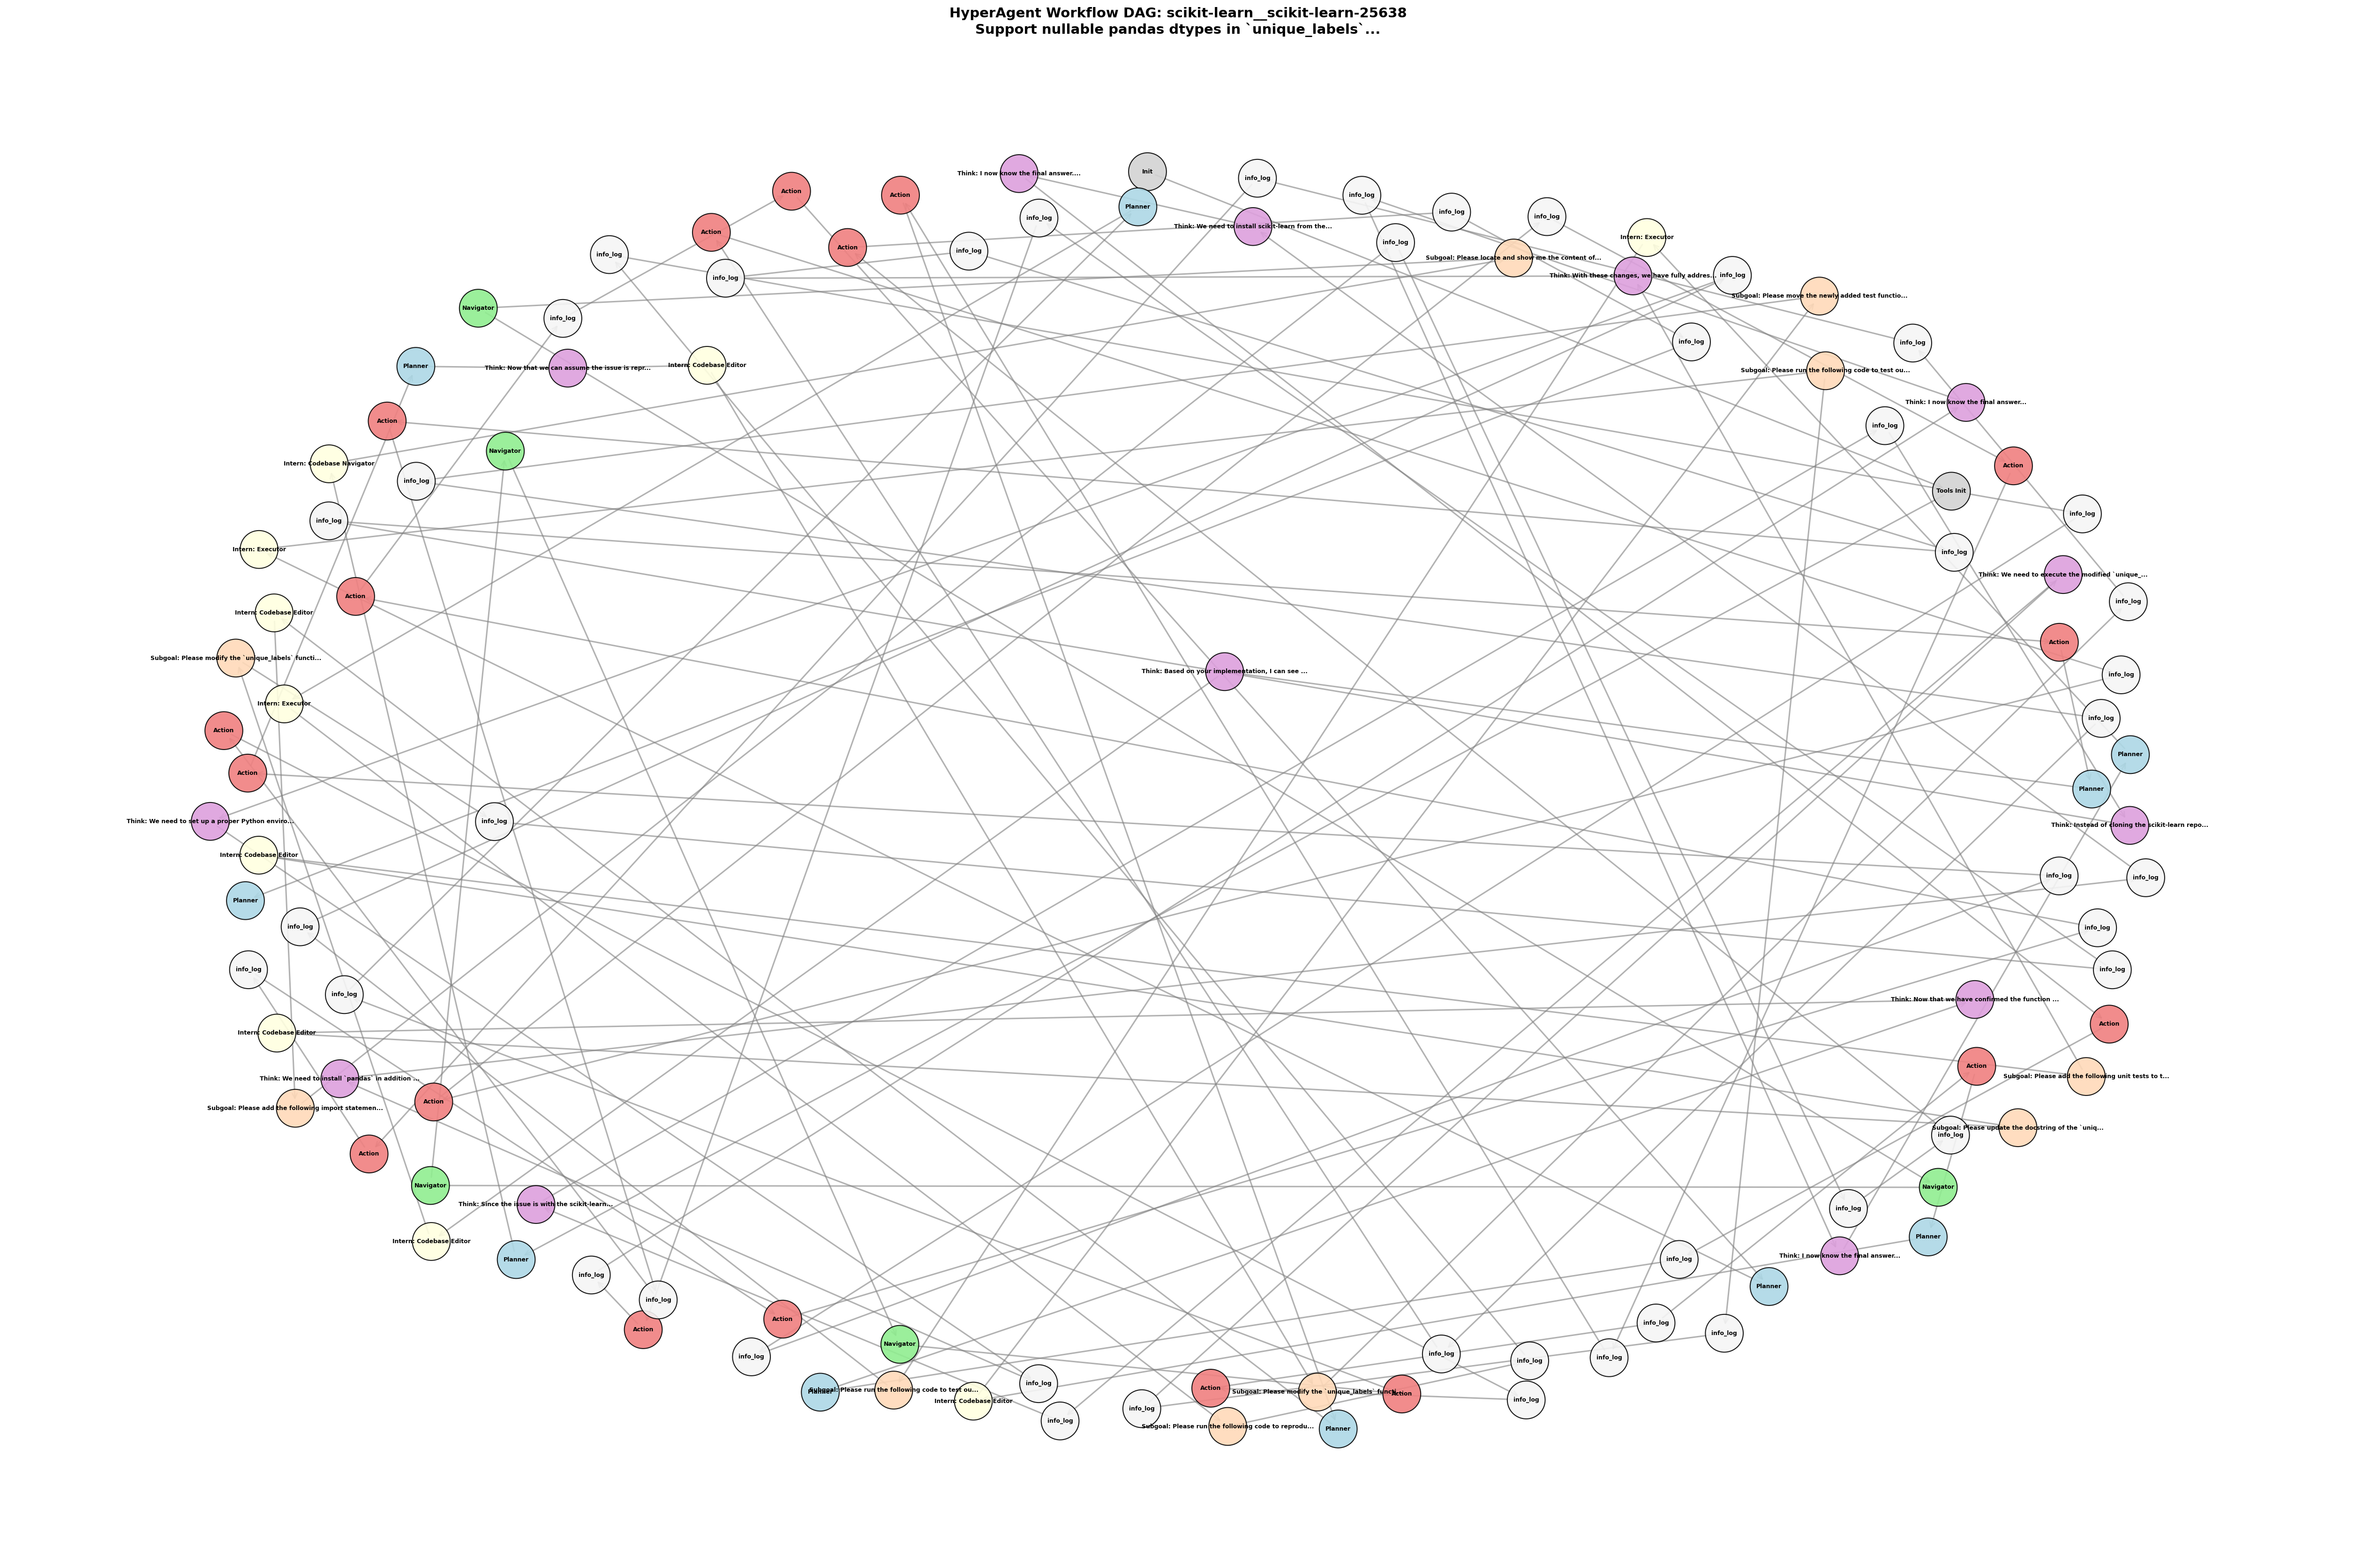 HyperAgent Workflow DAG: scikit-learn__scikit-learn-25638
Support nullable pandas dtypes in `unique_labels`...
Think: I now know the final answer....
Init
info_log
Action
Action
info_log
Planner
info_log
info_log
info_log
Think: We need to install scikit-learn from the...
Action
Intern: Executor
info_log
Action
info_log
info_log
Subgoal: Please locate and show me the content of...
info_log
Think: With these changes, we have fully addres...
info_log
Subgoal: Please move the newly added test functio...
Navigator
info_log
info_log
info_log
Planner
Think: Now that we can assume the issue is repr...
Intern: Codebase Editor
Subgoal: Please run the following code to test ou...
Think: I now know the final answer...
Action
info_log
Navigator
Intern: Codebase Navigator
Action
info_log
Tools Init
info_log
info_log
Intern: Executor
info_log
Think: We need to execute the modified `unique_...
Action
info_log
Intern: Codebase Editor
Action
Subgoal: Please modify the `unique_labels` functi...
Think: Based on your implementation, I can see ...
info_log
Intern: Executor
info_log
Action
Planner
Action
Planner
Think: We need to set up a proper Python enviro...
info_log
Think: Instead of cloning the scikit-learn repo...
Intern: Codebase Editor
info_log
info_log
Planner
info_log
info_log
info_log
info_log
info_log
Think: Now that we have confirmed the function ...
Action
Intern: Codebase Editor
Action
Think: We need to install `pandas` in addition ...
Subgoal: Please add the following unit tests to t...
Action
Subgoal: Please add the following import statemen...
Subgoal: Please update the docstring of the `uniq...
info_log
Action
Navigator
Navigator
Think: Since the issue is with the scikit-learn...
info_log
Planner
Intern: Codebase Editor
Think: I now know the final answer...
Planner
info_log
info_log
Planner
info_log
Action
Action
info_log
info_log
Navigator
info_log
info_log
info_log
info_log
info_log
Action
Planner
Subgoal: Please run the following code to test ou...
Subgoal: Please modify the `unique_labels` functi
Action
Intern: Codebase Editor
info_log
info_log
info_log
Subgoal: Please run the following code to reprodu...
Planner